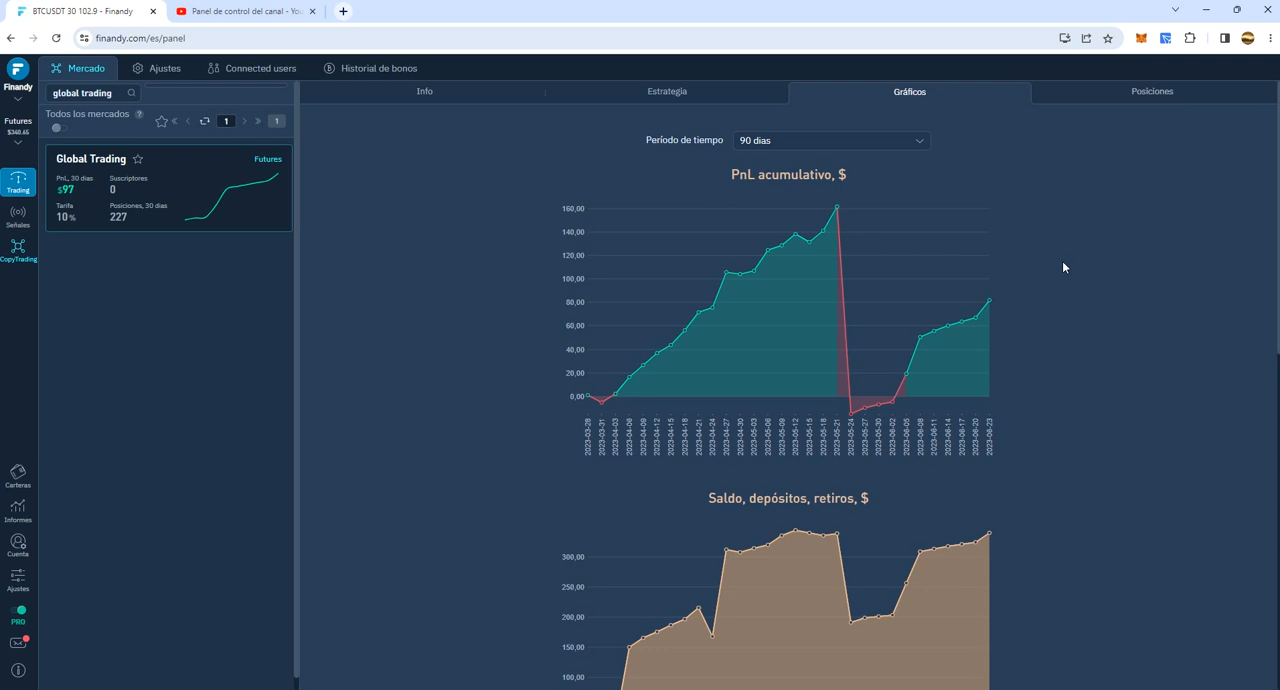 BTCUSDT 30 102.9 - Finandy
Panel de control del canal - You
finandy.com/es/panel
Finandy
Mercado
Ajustes
Connected users
Historial de bonos
Futures
$340,65
Trading
Señales
CopyTrading
Carteras
Informes
Cuenta
Ajustes
PRO
global trading
Todos los mercados ?
1
1
Global Trading
Futures
PnL, 30 dias
Suscriptores
$97
0
Tarifa
Posiciones, 30 dias
10%
227
Info
Estrategia
Gráficos
Posiciones
Período de tiempo
90 dias
PnL acumulativo, $
160,00
140,00
120,00
100,00
80,00
60,00
40,00
20,00
0,00
2023-03-28
2023-03-31
2023-04-03
2023-04-06
2023-04-09
2023-04-12
2023-04-15
2023-04-18
2023-04-21
2023-04-24
2023-04-27
2023-04-30
2023-05-03
2023-05-06
2023-05-09
2023-05-12
2023-05-15
2023-05-18
2023-05-21
2023-05-24
2023-05-27
2023-05-30
2023-06-02
2023-06-05
2023-06-08
2023-06-11
2023-06-14
2023-06-17
2023-06-20
2023-06-23
Saldo, depósitos, retiros, $
300,00
250,00
200,00
150,00
100,00